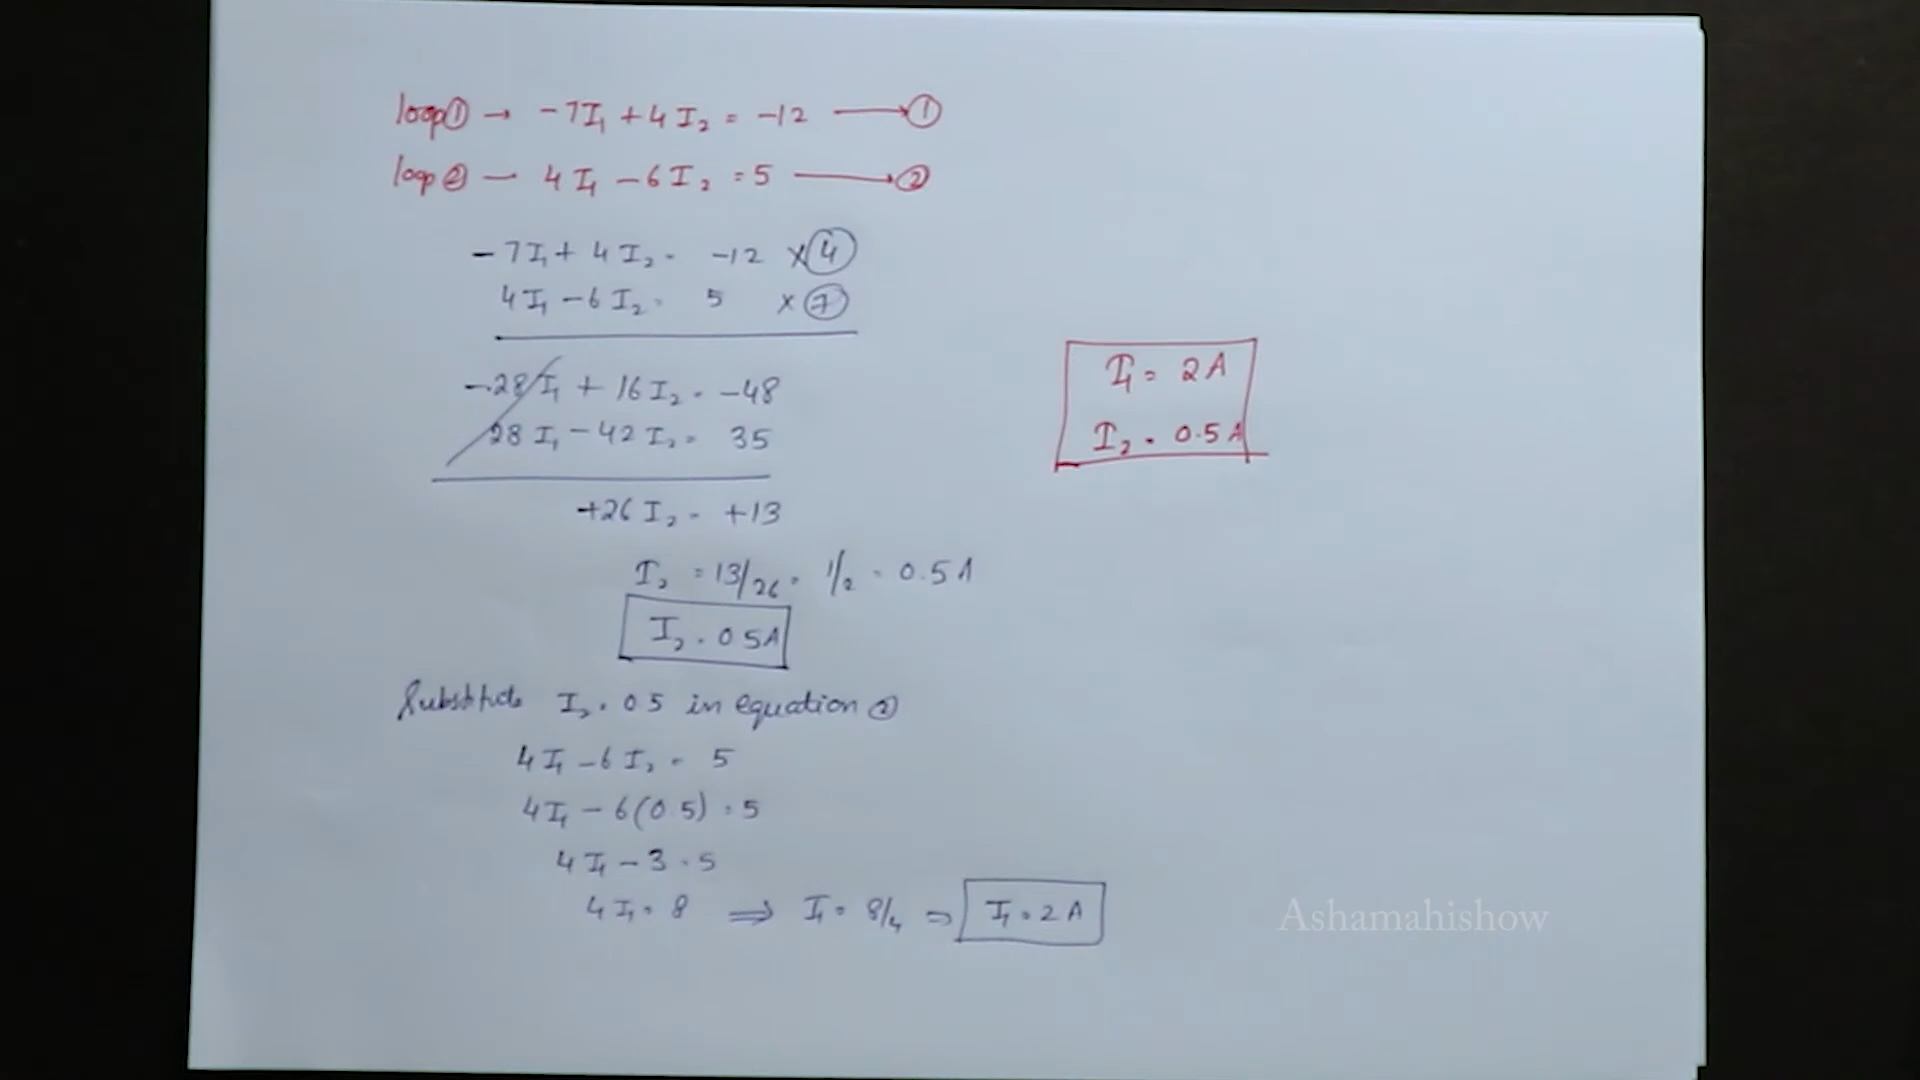 loop① → -7I₁ + 4I₂ = -12 ⟶ ①
loop② — 4I₁ - 6I₂ = 5 ⟶ ②
-7I₁ + 4I₂ = -12 ×④
4I₁ - 6I₂ = 5 ×⑦
-28I₁ + 16I₂ = -48
28I₁ - 42I₂ = 35
+26I₂ = +13
I₂ = 13/26 = 1/2 = 0.5A
I₂ = 0.5A
Substitute I₂ = 0.5 in equation ②
4I₁ - 6I₂ = 5
4I₁ - 6(0.5) = 5
4I₁ - 3 = 5
4I₁ = 8 ⟹ I₁ = 8/4 ⇒ I₁ = 2A
I₁ = 2A
I₂ = 0.5A
Ashamahishow